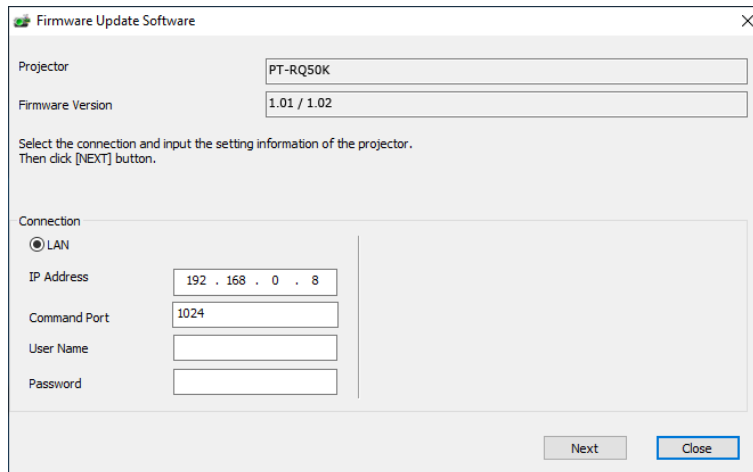 Firmware Update Software
Projector PT-RQ50K
Firmware Version 1.01 / 1.02
Select the connection and input the setting information of the projector.
Then click [NEXT] button.
Connection
LAN
IP Address 192 . 168 . 0 . 8
Command Port 1024
User Name
Password
Next Close